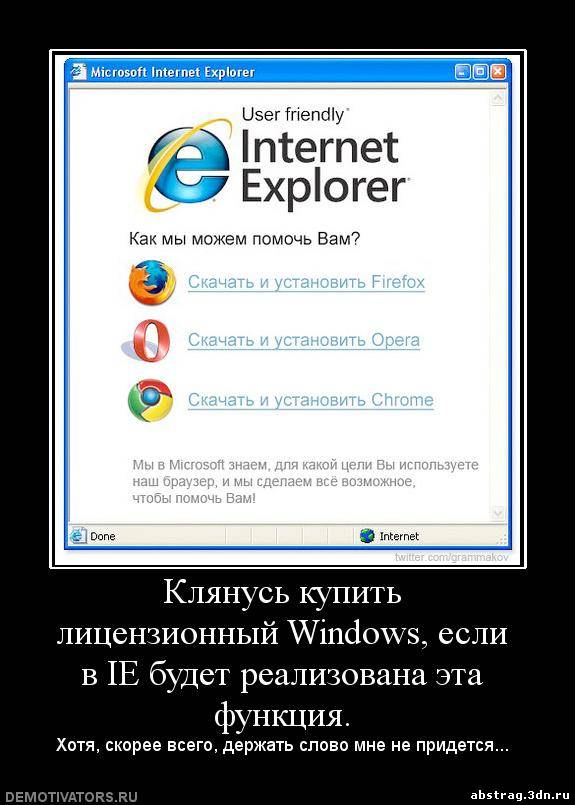 Microsoft Internet Explorer
User friendly
Internet
Explorer
Как мы можем помочь Вам?
Скачать и установить Firefox
Скачать и установить Opera
Скачать и установить Chrome
Мы в Microsoft знаем, для какой цели Вы используете
наш браузер, и мы сделаем всё возможное,
чтобы помочь Вам!
Done
Internet
twitter.com/grammakov
Клянусь купить
лицензионный Windows, если
в IE будет реализована эта
функция.
Хотя, скорее всего, держать слово мне не придется...
DEMOTIVATORS.RU
abstrag.3dn.ru